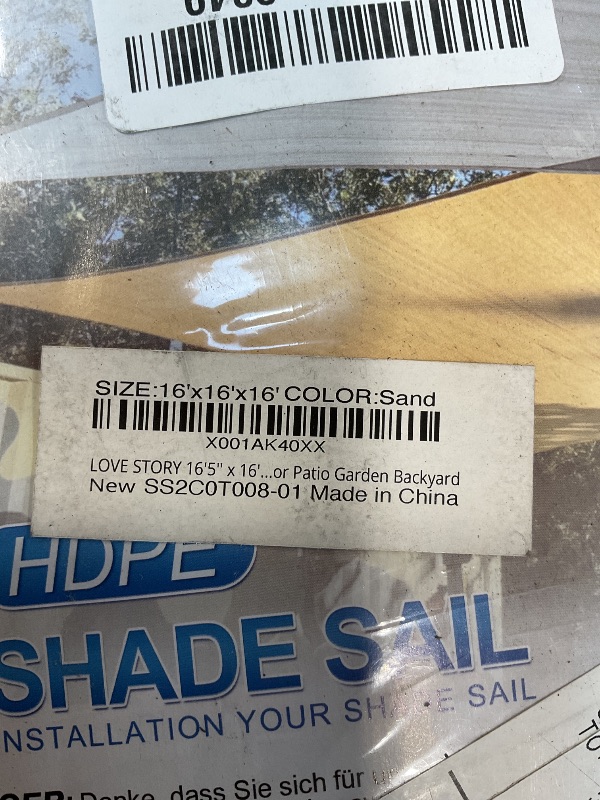 SIZE:16'x16'x16' COLOR:Sand
X001AK40XX
LOVE STORY 16'5" x 16'...or Patio Garden Backyard
New SS2C0T008-01 Made in China
HDPE
SHADE SAIL
INSTALLATION YOUR SHADE SAIL
Danke, dass Sie sich für